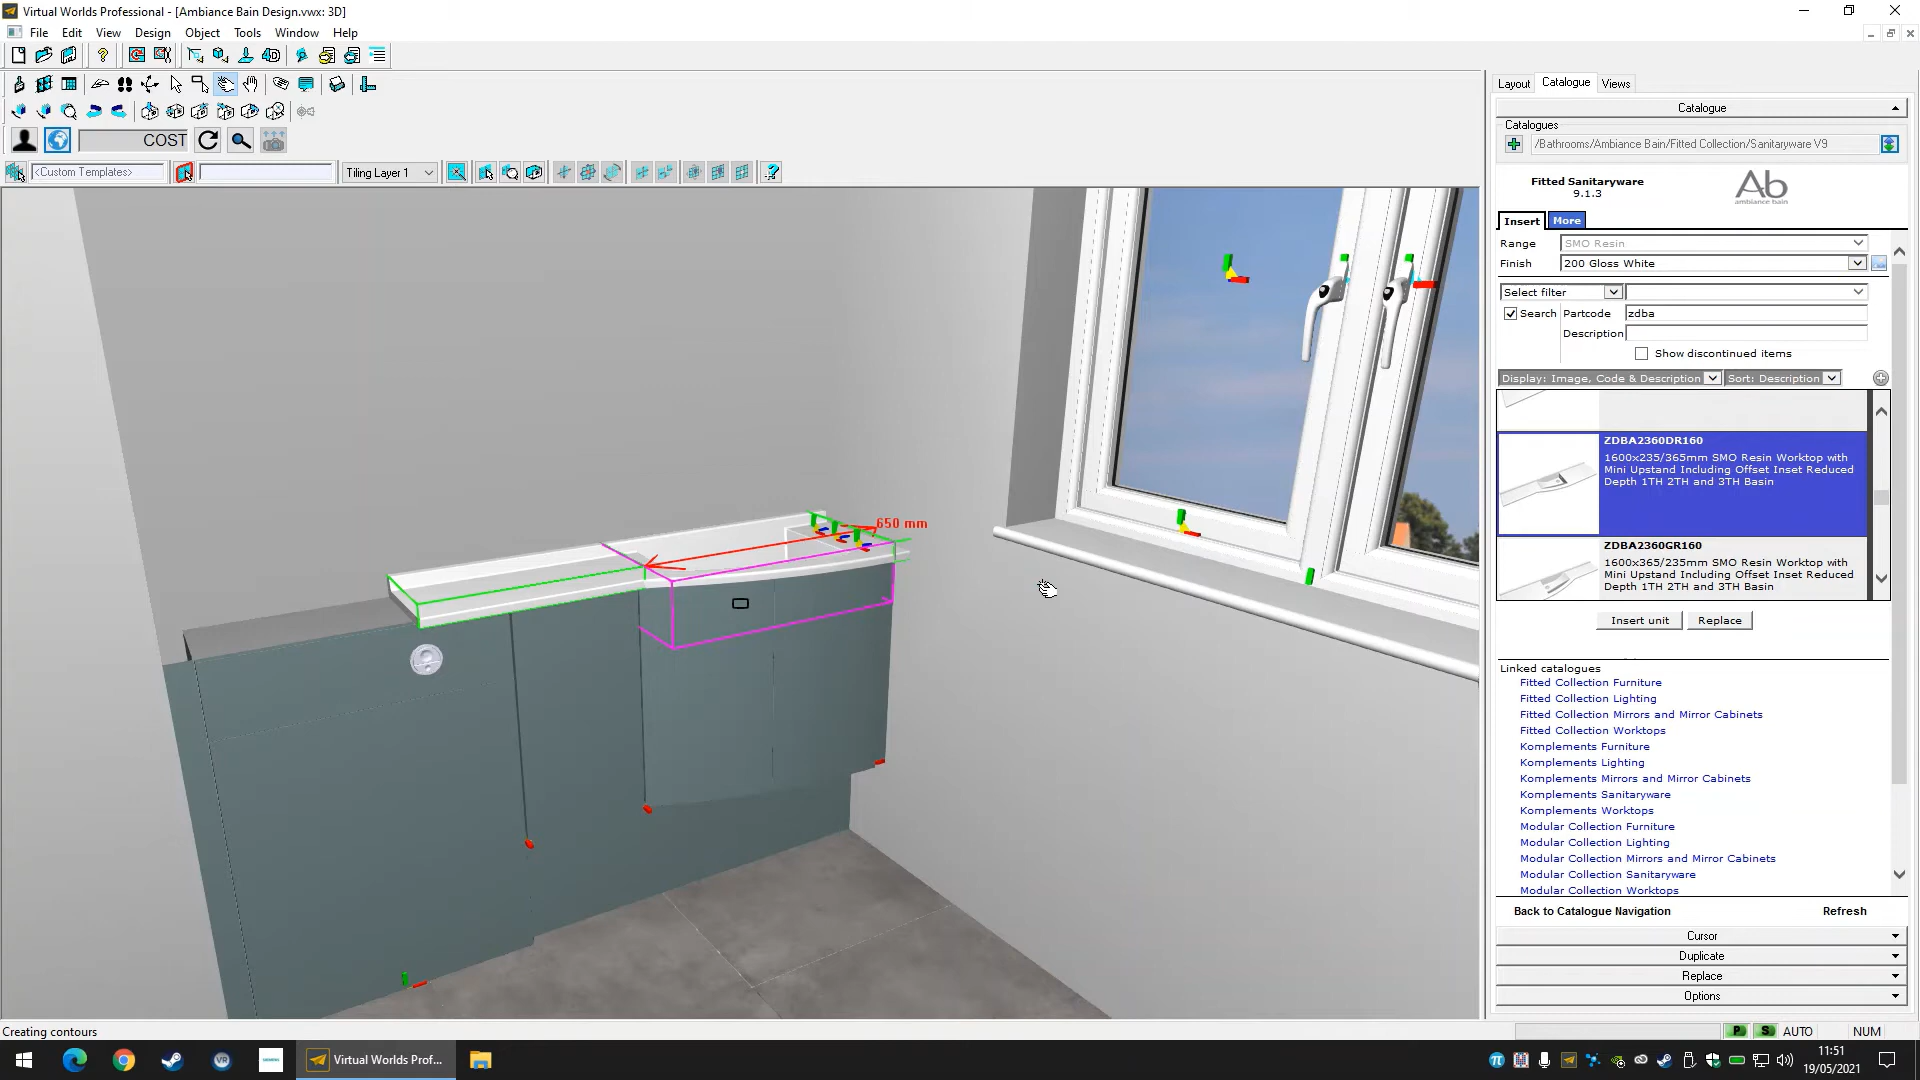 Virtual Worlds Professional - [Ambiance Bain Design.vwx: 3D]
File Edit View Design Object Tools Window Help
COST
<Custom Templates>
Tiling Layer 1
650 mm
Layout Catalogue Views
Catalogue
Catalogues
/Bathrooms/Ambiance Bain/Fitted Collection/Sanitaryware V9
Fitted Sanitaryware
9.1.3
Ab
ambiance bain
Insert More
Range SMO Resin
Finish 200 Gloss White
Select filter
Search Partcode zdba
Description
Show discontinued items
Display: Image, Code & Description Sort: Description
ZDBA2360DR160
1600x235/365mm SMO Resin Worktop with
Mini Upstand Including Offset Inset Reduced
Depth 1TH 2TH and 3TH Basin
ZDBA2360GR160
1600x365/235mm SMO Resin Worktop with
Mini Upstand Including Offset Inset Reduced
Depth 1TH 2TH and 3TH Basin
Insert unit Replace
Linked catalogues
Fitted Collection Furniture
Fitted Collection Lighting
Fitted Collection Mirrors and Mirror Cabinets
Fitted Collection Worktops
Komplements Furniture
Komplements Lighting
Komplements Mirrors and Mirror Cabinets
Komplements Sanitaryware
Komplements Worktops
Modular Collection Furniture
Modular Collection Lighting
Modular Collection Mirrors and Mirror Cabinets
Modular Collection Sanitaryware
Modular Collection Worktops
Back to Catalogue Navigation Refresh
Cursor
Duplicate
Replace
Options
Creating contours
P S AUTO NUM
Virtual Worlds Prof...
11:51
19/05/2021